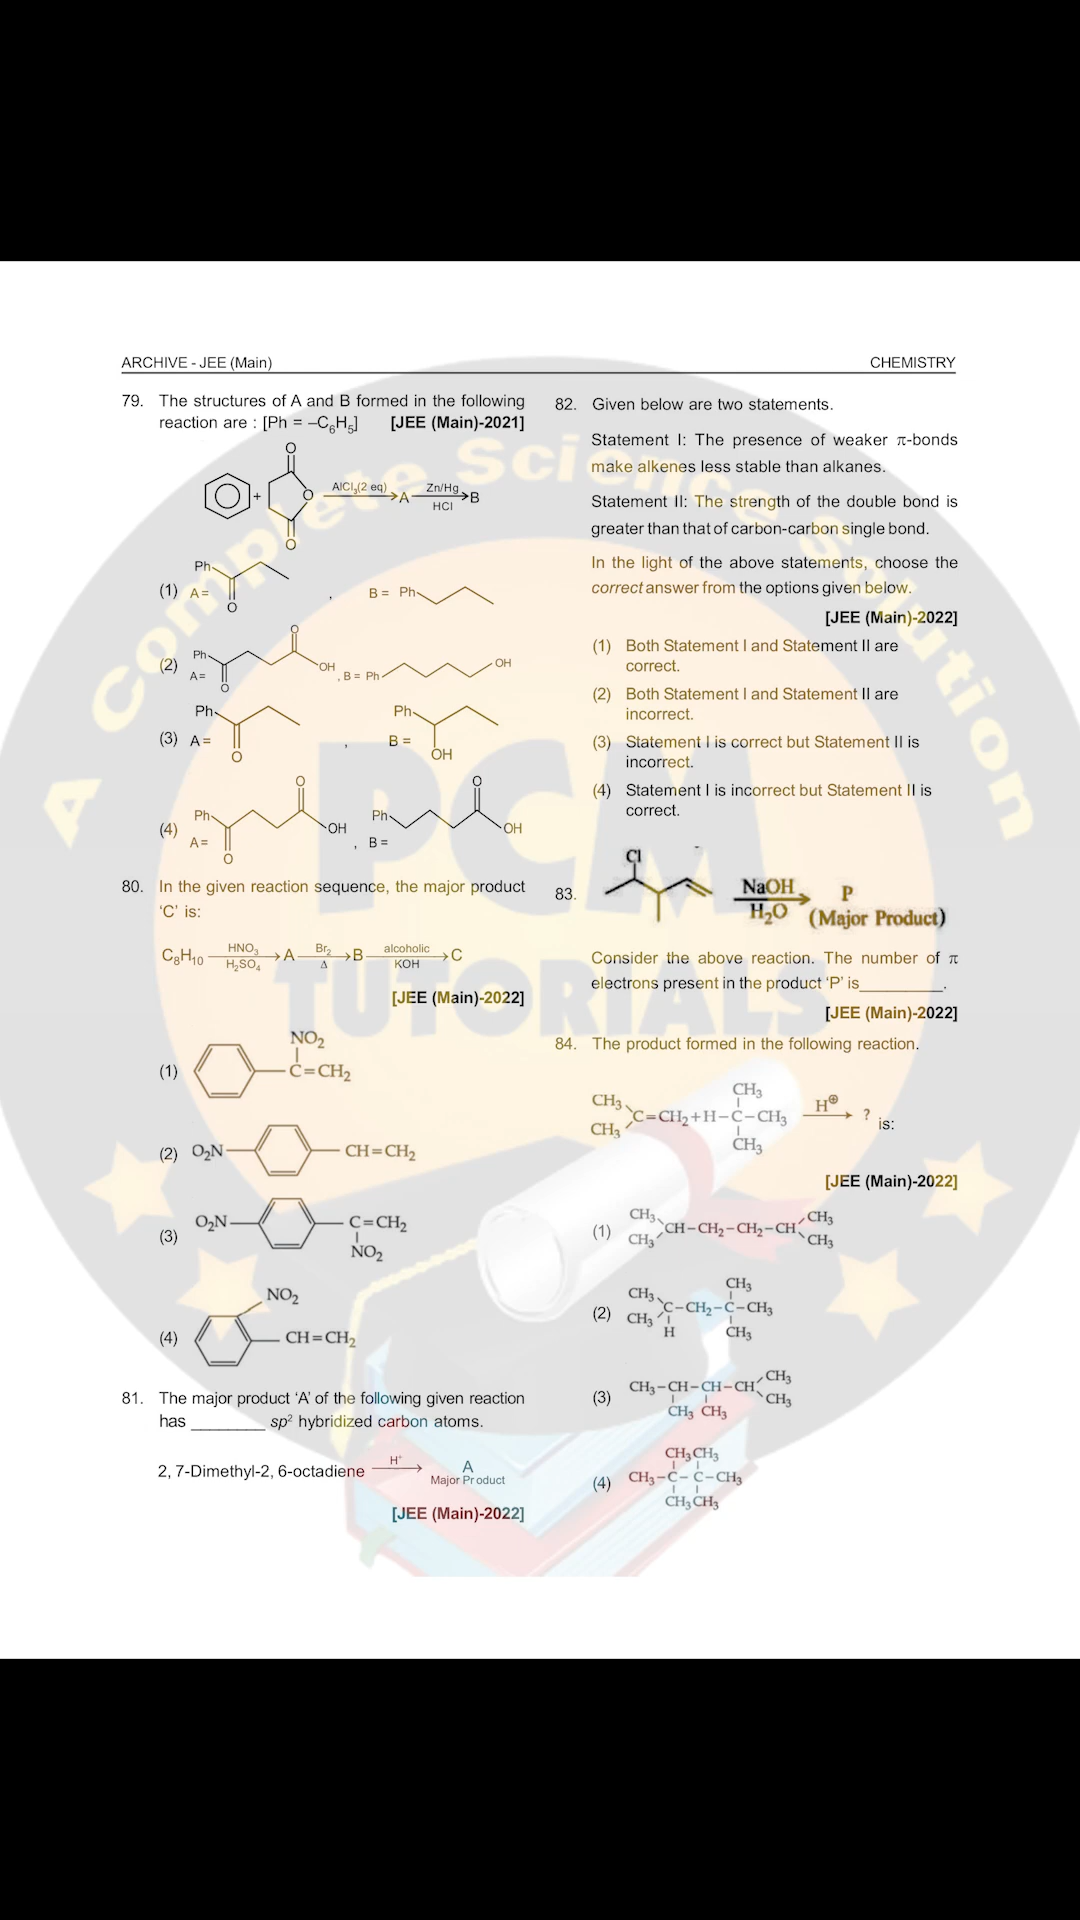 ARCHIVE - JEE (Main)
CHEMISTRY
79. The structures of A and B formed in the following
reaction are : [Ph = –C6H5] [JEE (Main)-2021]
O
+ O AlCl3(2 eq) A Zn/Hg B
HCl
O
Ph
(1) A = , B = Ph
O
O
Ph OH OH
(2) A = , B = Ph
O
Ph Ph
(3) A = , B =
O OH
O O
Ph Ph
(4) OH OH
A = , B =
O
80. In the given reaction sequence, the major product
‘C’ is:
C8H10 HNO3 H2SO4 A Br2 Δ B alcoholic KOH C
[JEE (Main)-2022]
NO2
(1) C=CH2
(2) O2N CH=CH2
(3) O2N C=CH2
NO2
NO2
(4) CH=CH2
81. The major product ‘A’ of the following given reaction
has ________ sp2 hybridized carbon atoms.
2, 7-Dimethyl-2, 6-octadiene H+ A
Major Product
[JEE (Main)-2022]
82. Given below are two statements.
Statement I: The presence of weaker π-bonds
make alkenes less stable than alkanes.
Statement II: The strength of the double bond is
greater than that of carbon-carbon single bond.
In the light of the above statements, choose the
correct answer from the options given below.
[JEE (Main)-2022]
(1) Both Statement I and Statement II are
correct.
(2) Both Statement I and Statement II are
incorrect.
(3) Statement I is correct but Statement II is
incorrect.
(4) Statement I is incorrect but Statement II is
correct.
Cl
83. NaOH H2O P
(Major Product)
Consider the above reaction. The number of π
electrons present in the product ‘P’ is_________.
[JEE (Main)-2022]
84. The product formed in the following reaction.
CH3
CH3 C=CH2+H–C–CH3 H⊕ ? is:
CH3
CH3
[JEE (Main)-2022]
CH3 CH3
(1) CH–CH2–CH2–CH
CH3 CH3
CH3
CH3
(2) C–CH2–C–CH3
CH3
H CH3
CH3
(3) CH3–CH–CH–CH
CH3
CH3 CH3
CH3CH3
(4) CH3–C–C–CH3
CH3CH3
A Complete Science Solution
PCM
TUTORIALS